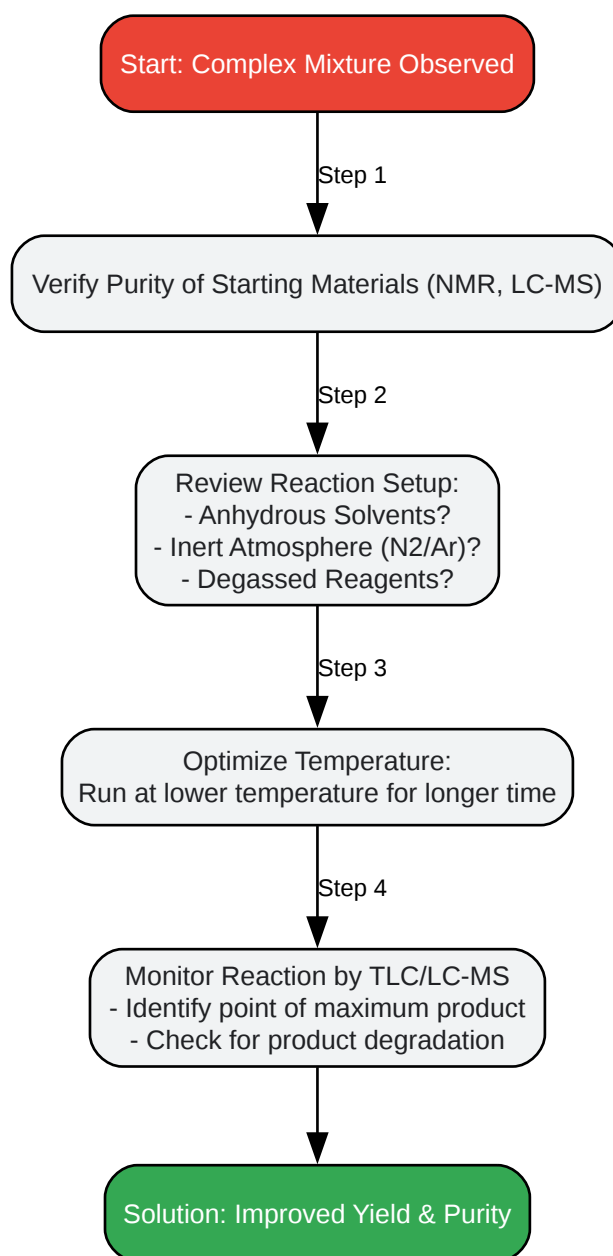 Start: Complex Mixture Observed
Step 1
Verify Purity of Starting Materials (NMR, LC-MS)
Step 2
Review Reaction Setup:
- Anhydrous Solvents?
- Inert Atmosphere (N2/Ar)?
- Degassed Reagents?
Step 3
Optimize Temperature:
Run at lower temperature for longer time
Step 4
Monitor Reaction by TLC/LC-MS
- Identify point of maximum product
- Check for product degradation
Solution: Improved Yield & Purity